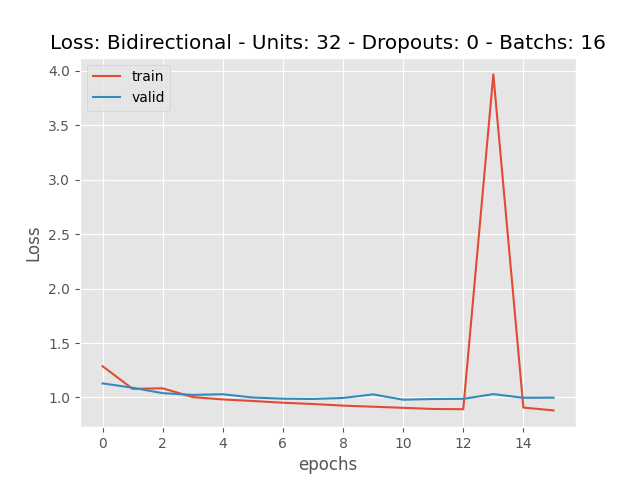 Loss: Bidirectional - Units: 32 - Dropouts: 0 - Batchs: 16
train
valid
4.0
3.5
3.0
2.5
2.0
1.5
1.0
Loss
0 2 4 6 8 10 12 14
epochs